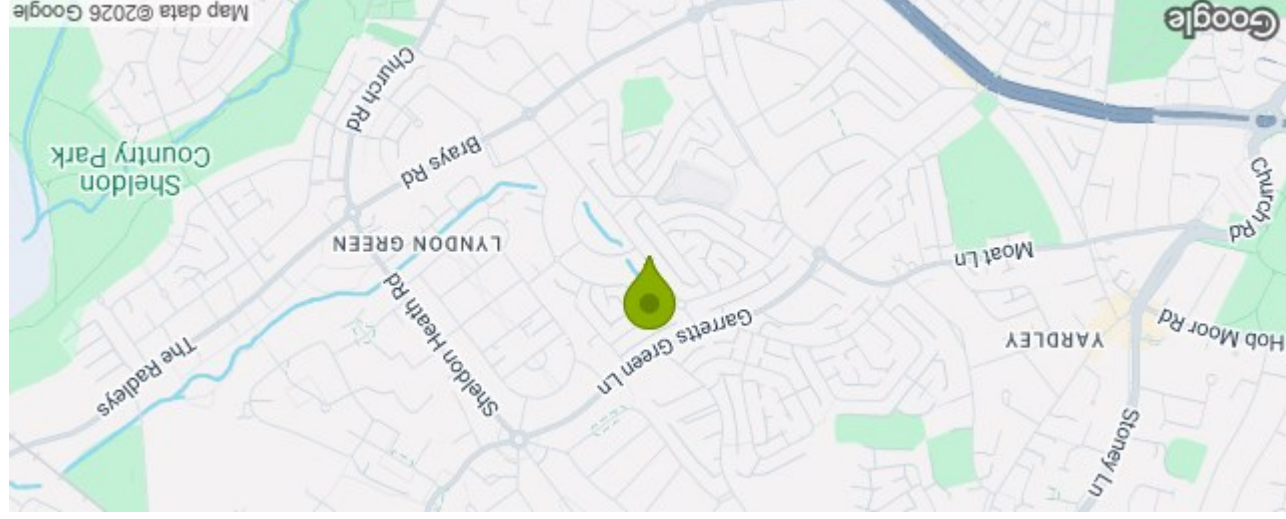 Stoney Ln
Hob Moor Rd
YARDLEY
Garretts Green Ln
Sheldon Heath Rd
The Radleys
Moat Ln
LYNDON GREEN
Church Rd
Brays Rd
Sheldon
Country Park
Church Rd
Google
Map data ©2026 Google